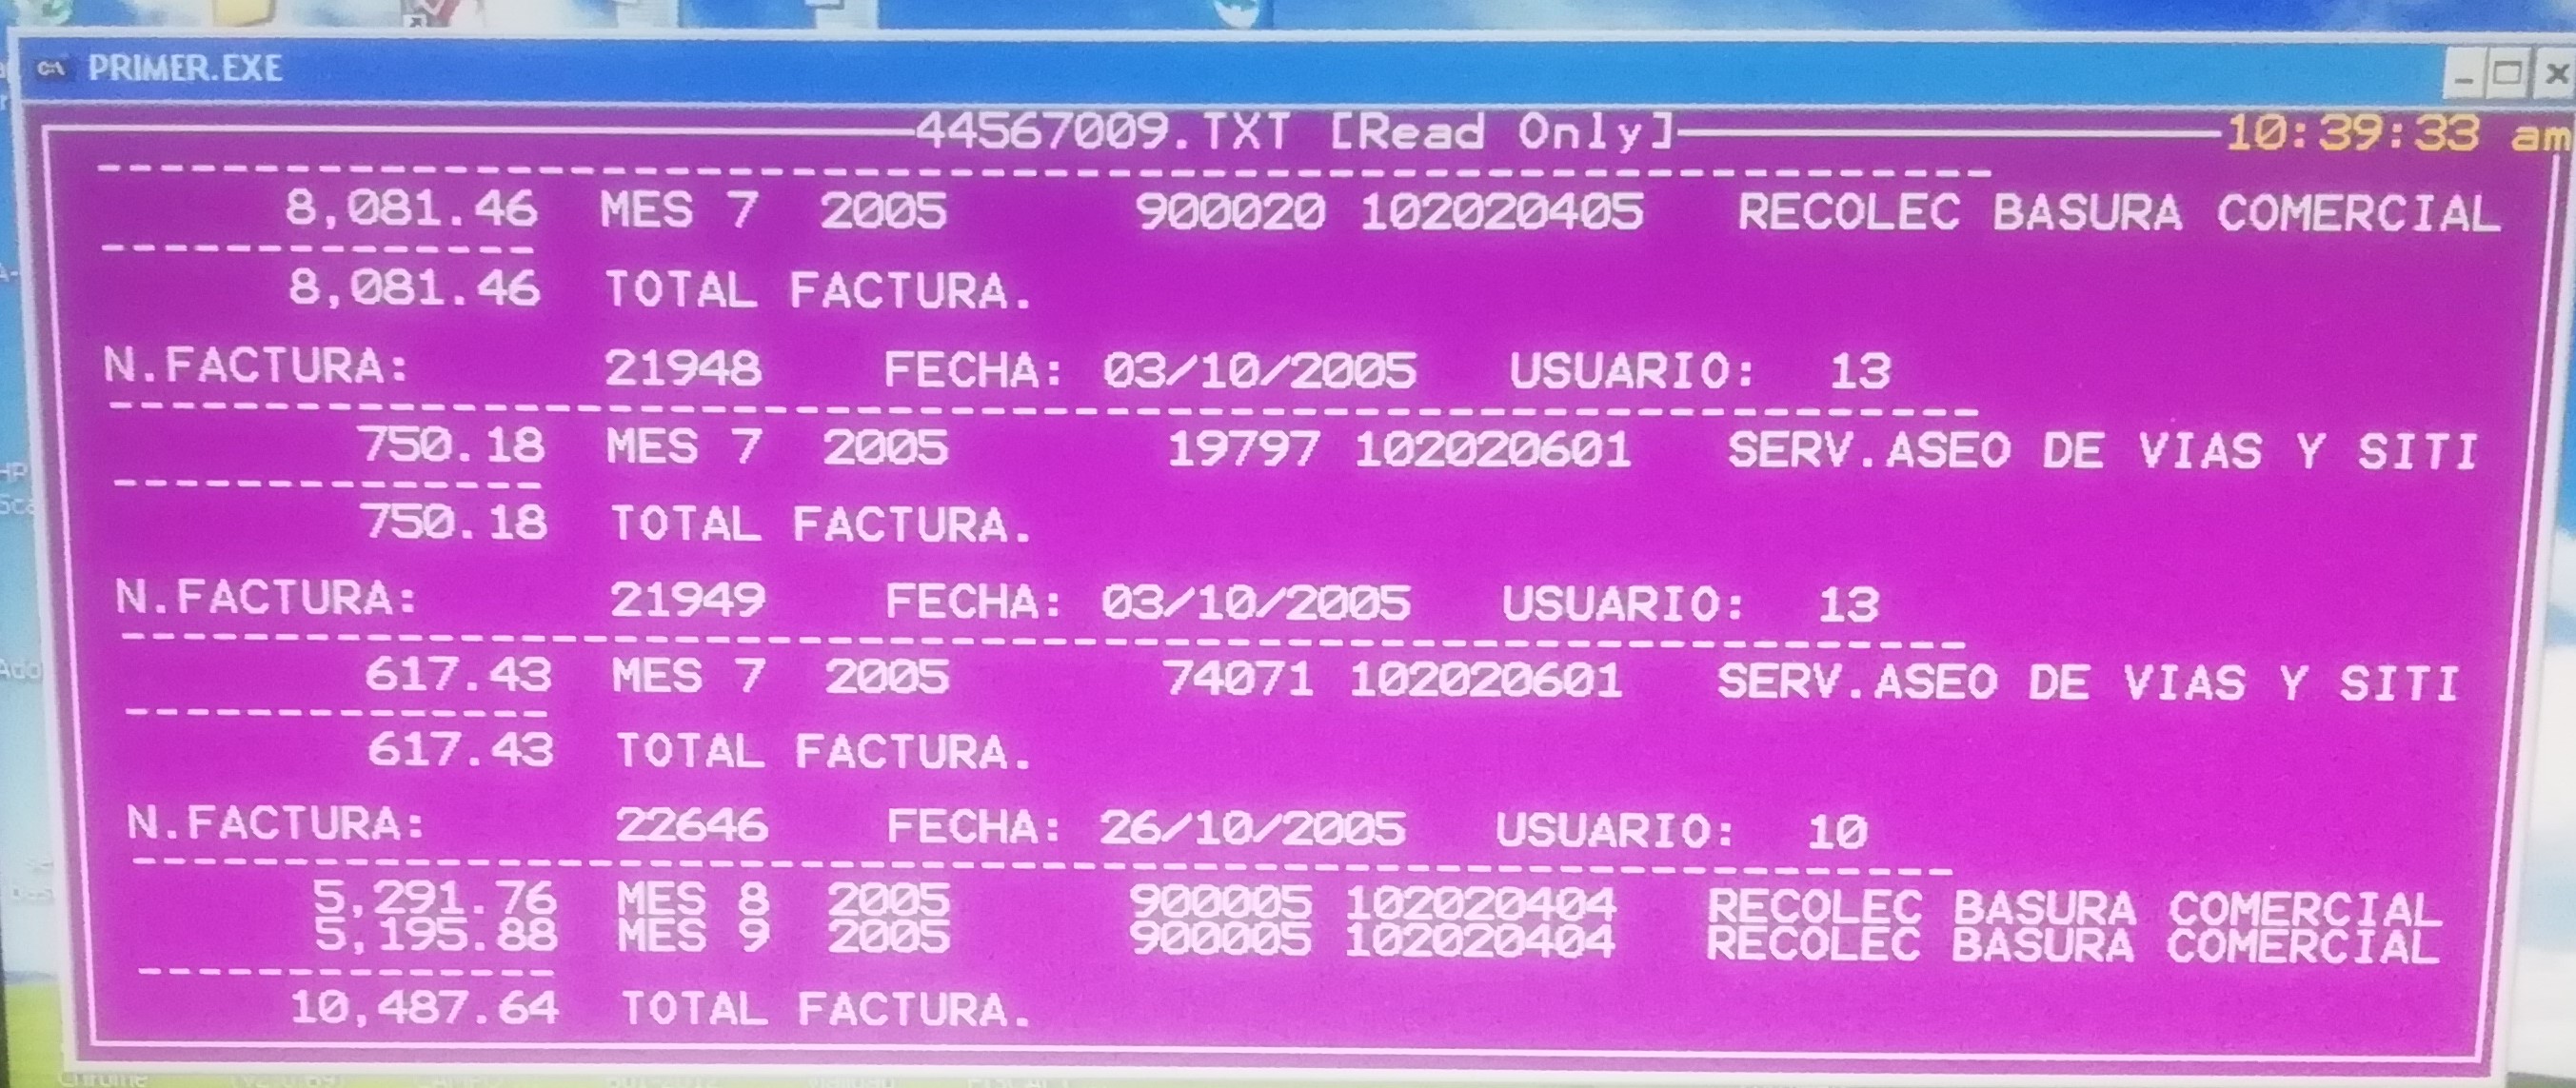 PRIMER.EXE
44567009.TXT [Read Only] 10:39:33 am
8,081.46 MES 7 2005 900020 102020405 RECOLEC BASURA COMERCIAL
8,081.46 TOTAL FACTURA.
N.FACTURA: 21948 FECHA: 03/10/2005 USUARIO: 13
750.18 MES 7 2005 19797 102020601 SERV.ASEO DE VIAS Y SITI
750.18 TOTAL FACTURA.
N.FACTURA: 21949 FECHA: 03/10/2005 USUARIO: 13
617.43 MES 7 2005 74071 102020601 SERV.ASEO DE VIAS Y SITI
617.43 TOTAL FACTURA.
N.FACTURA: 22646 FECHA: 26/10/2005 USUARIO: 10
5,291.76 MES 8 2005 900005 102020404 RECOLEC BASURA COMERCIAL
5,195.88 MES 9 2005 900005 102020404 RECOLEC BASURA COMERCIAL
10,487.64 TOTAL FACTURA.
Chrome